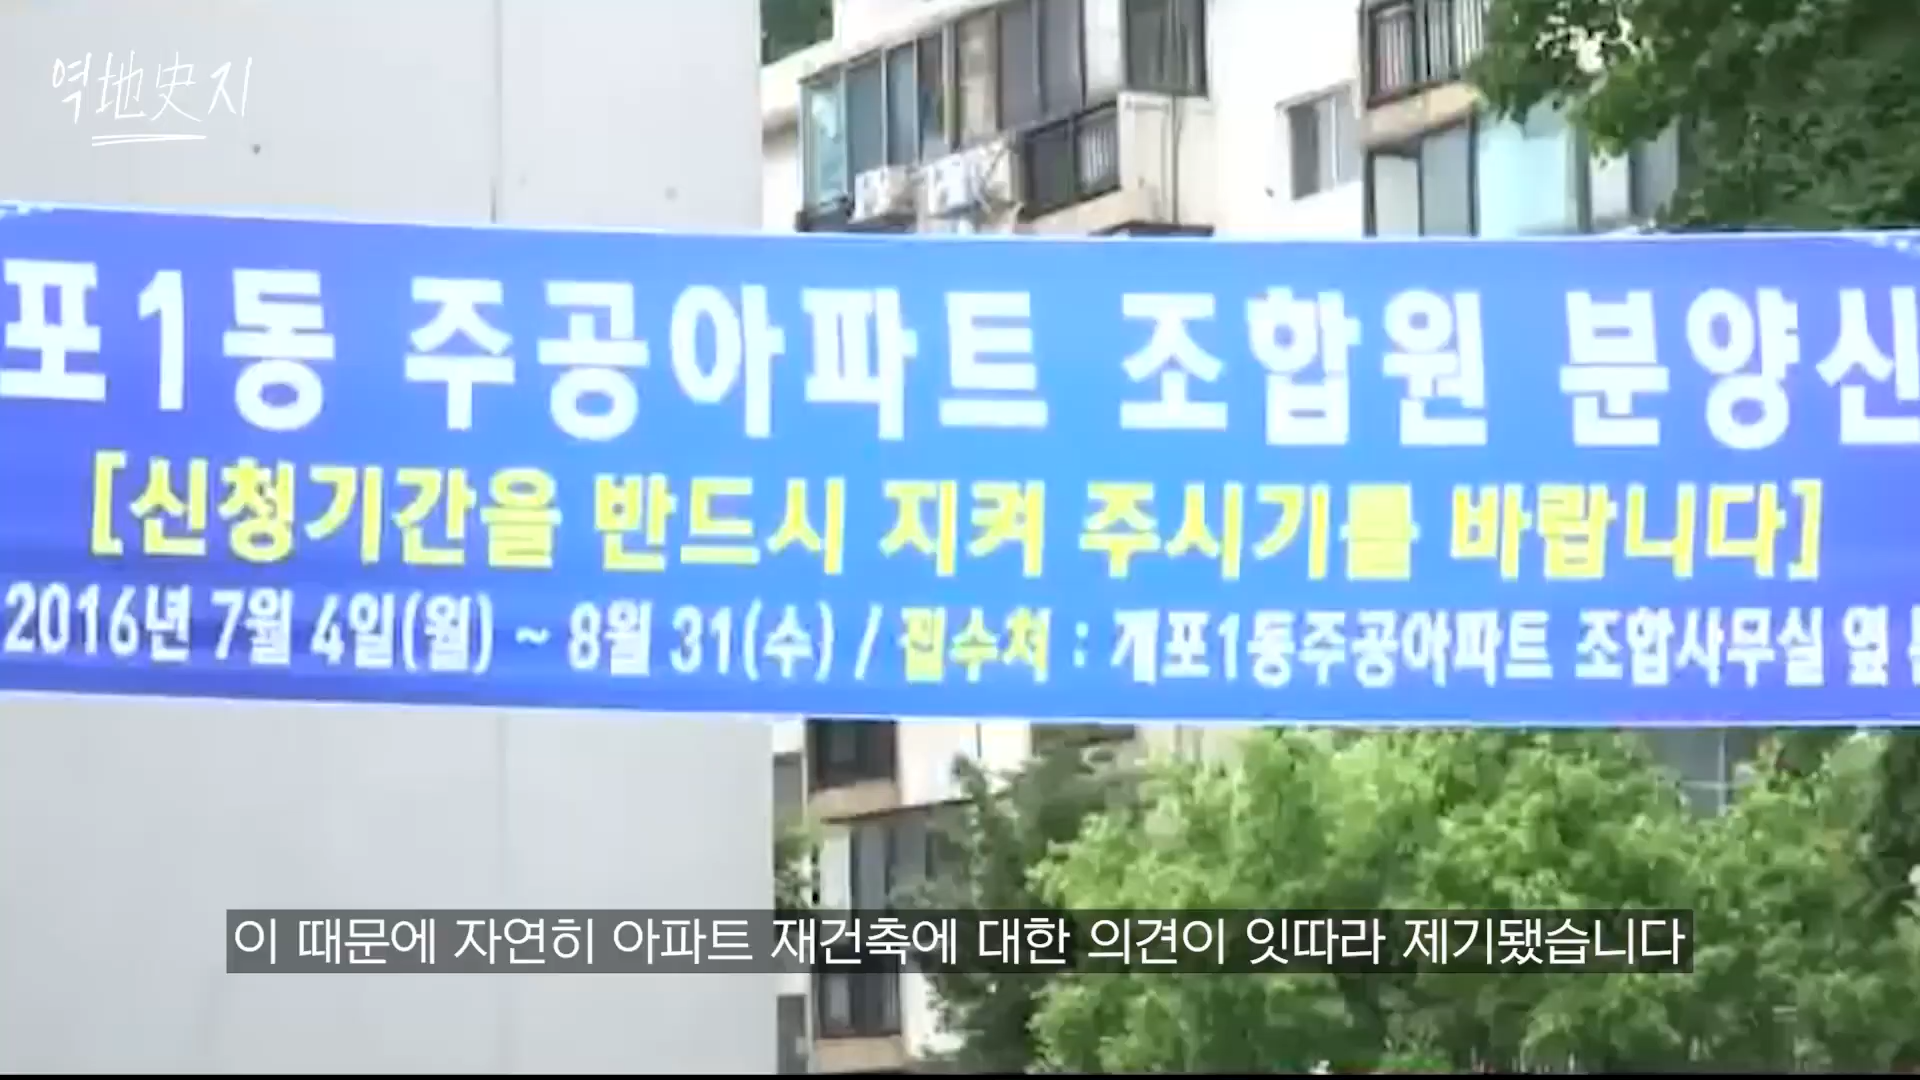 역地史지
포1동 주공아파트 조합원 분양신
[신청기간을 반드시 지켜 주시기를 바랍니다]
2016년 7월 4일(월) ~ 8월 31(수) / 접수처 : 개포1동주공아파트 조합사무실 옆
이 때문에 자연히 아파트 재건축에 대한 의견이 잇따라 제기됐습니다